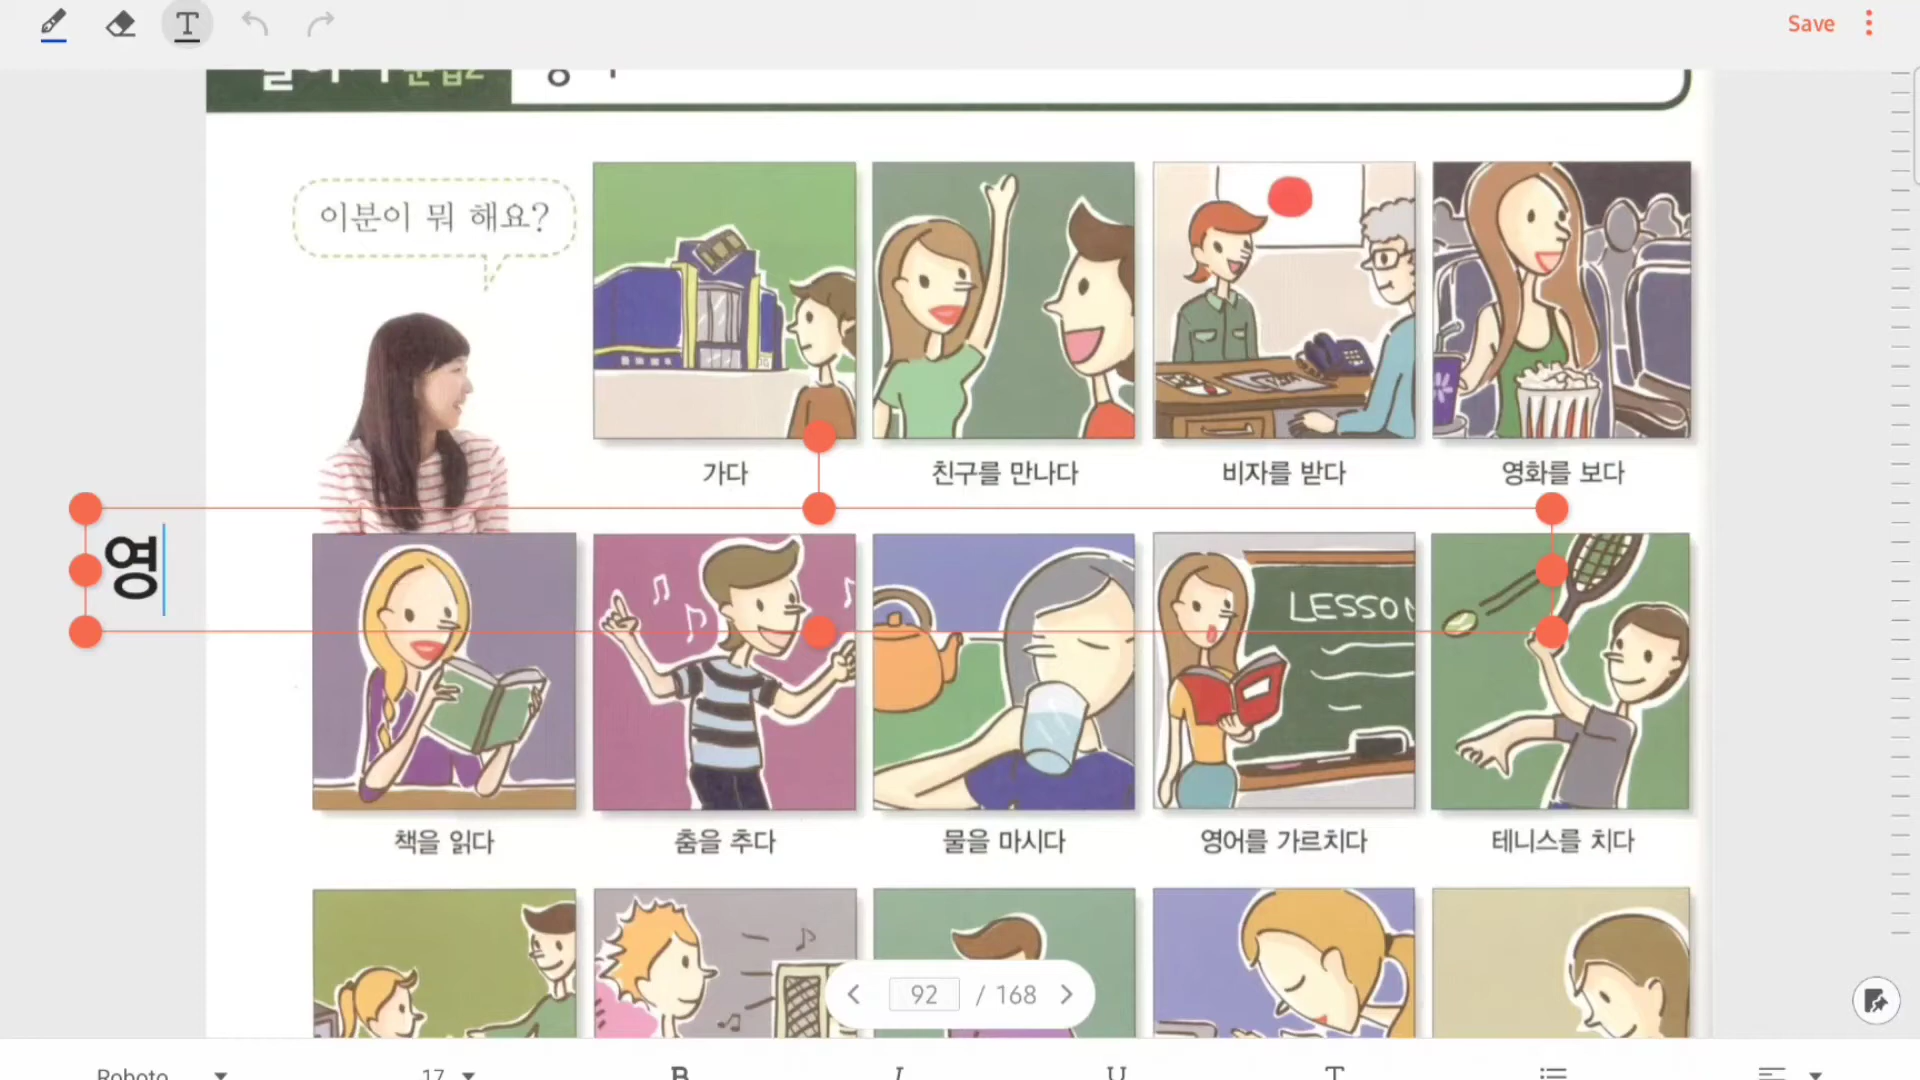 Save
이분이 뭐 해요?
가다
친구를 만나다
비자를 받다
영화를 보다
영
LESSON
책을 읽다
춤을 추다
물을 마시다
영어를 가르치다
테니스를 치다
92 / 168
Roboto
17
B I U T